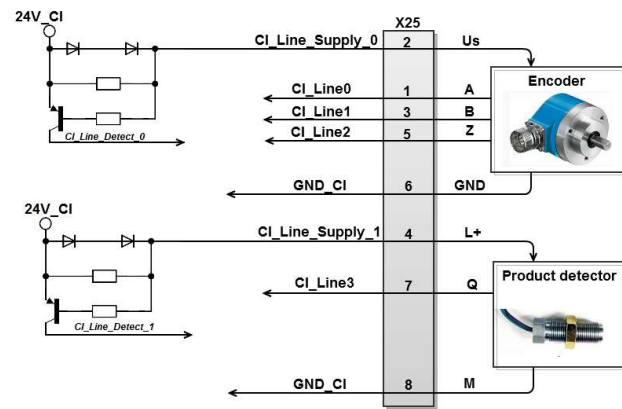 24V_CI
X25
CI_Line_Supply_0 2 Us
Encoder
CI_Line0 1 A
CI_Line1 3 B
CI_Line2 5 Z
CI_Line_Detect_0
GND_CI 6 GND
24V_CI
CI_Line_Supply_1 4 L+
Product detector
CI_Line3 7 Q
CI_Line_Detect_1
GND_CI 8 M